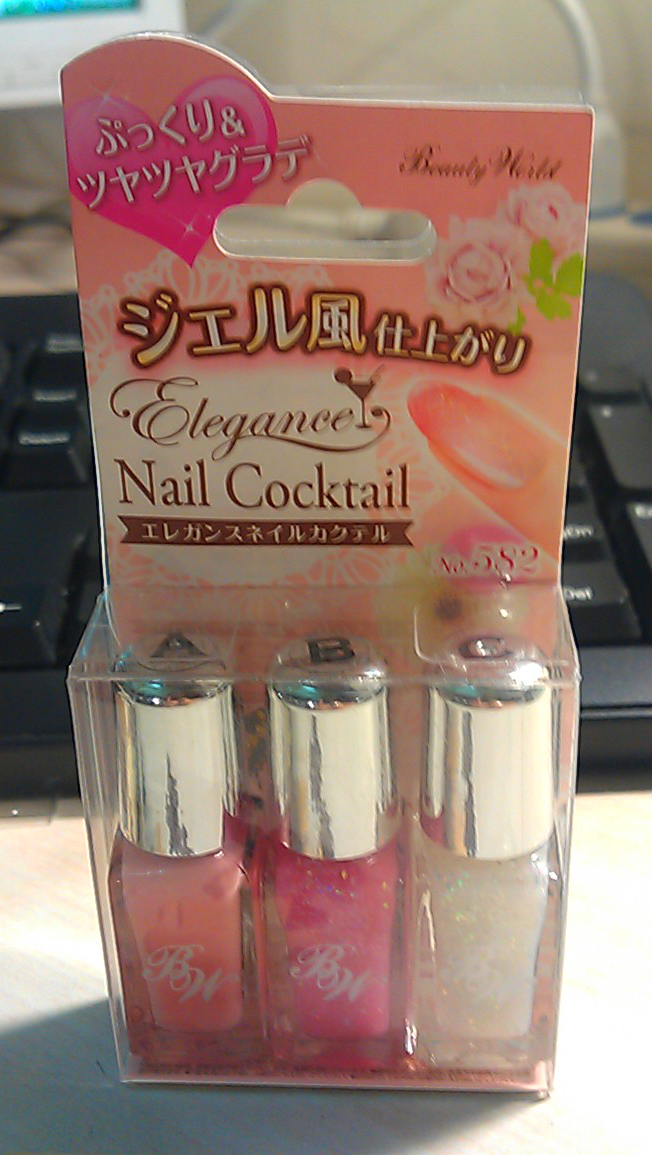 ぷっくり&
ツヤツヤグラデ
Beauty World
ジェル風仕上がり
Elegance
Nail Cocktail
エレガンスネイルカクテル
No.582
A B C
BW BW BW
Del